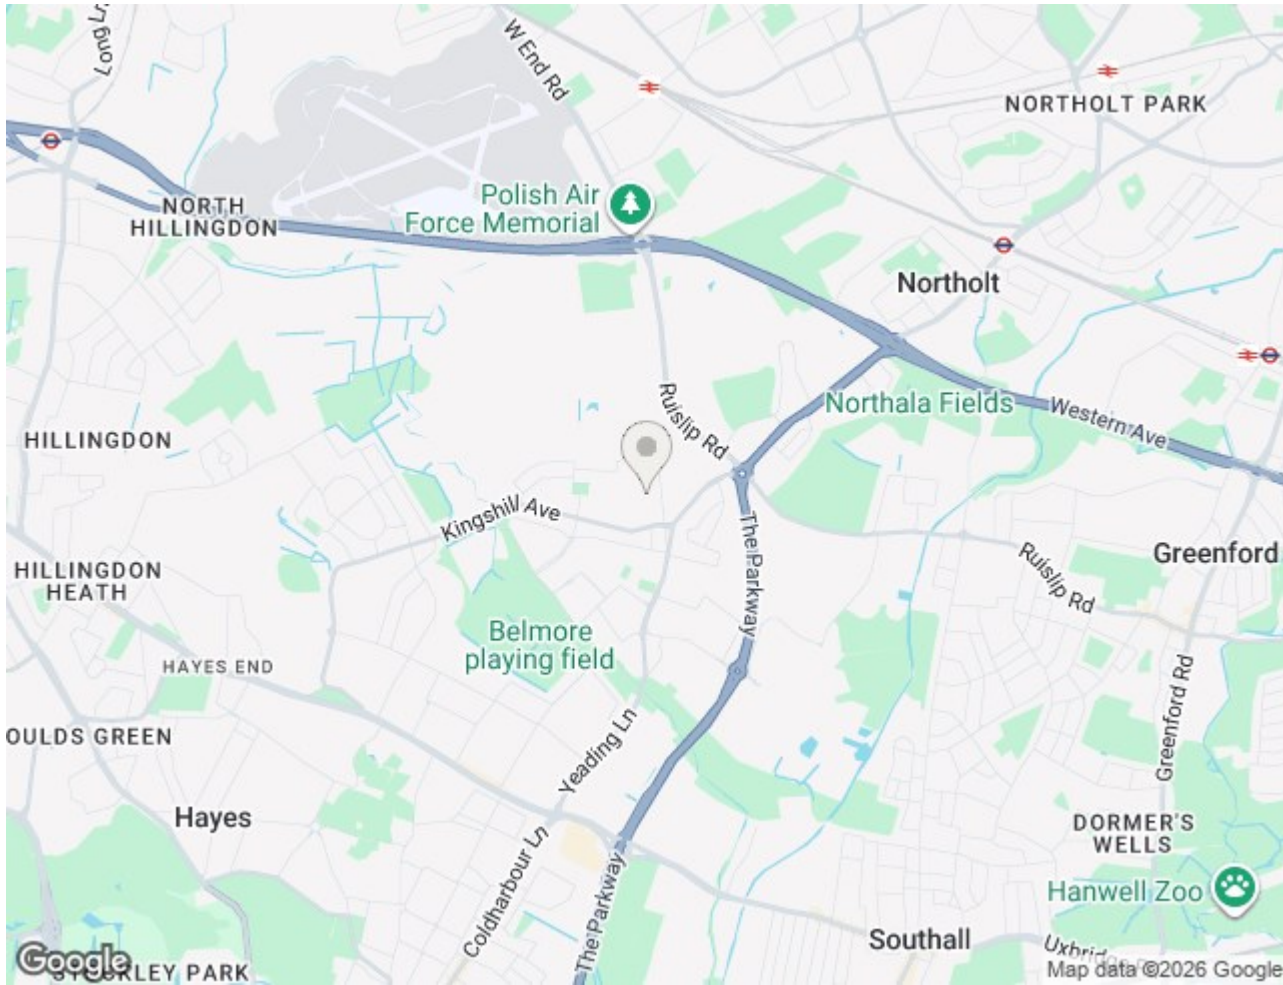 Long L
W End Rd
NORTHOLT PARK
NORTH
HILLINGDON
Polish Air
Force Memorial
Northolt
Ruislip Rd
Northala Fields
Western Ave
HILLINGDON
Kingshill Ave
The Parkway
HILLINGDON
HEATH
Ruislip Rd
Greenford
Belmore
playing field
HAYES END
Greenford Rd
OULDS GREEN
Yeading Ln
Hayes
Coldharbour Ln
DORMER'S
WELLS
The Parkway
Hanwell Zoo
Southall
Google
PARK
Map data ©2026 Google